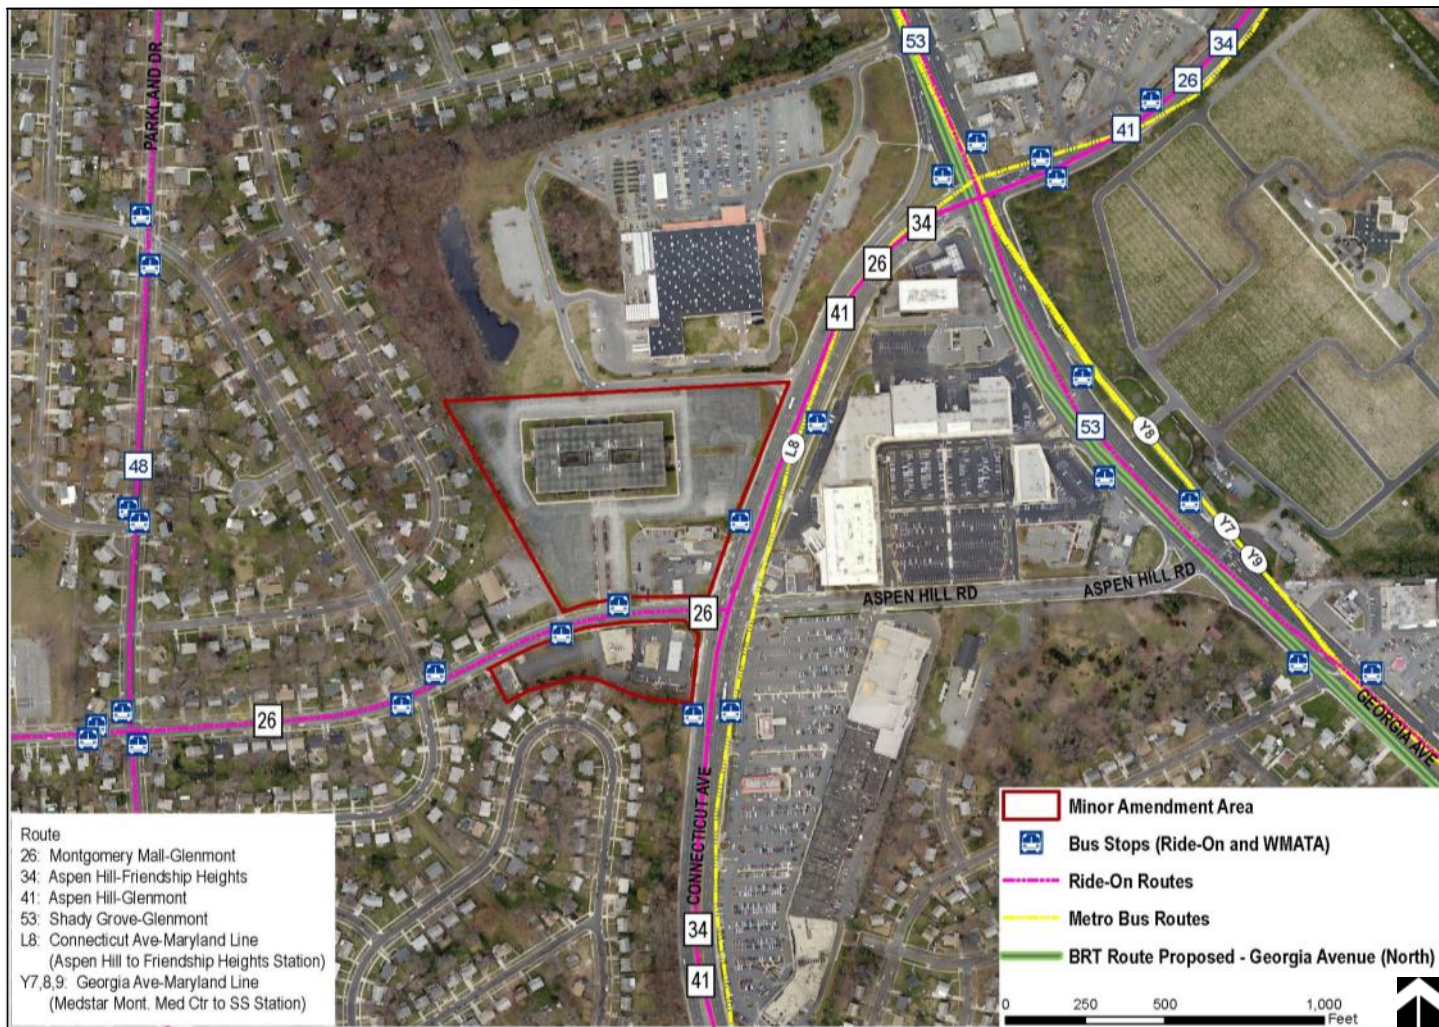 53
34
26
41
PARKLAND DR
34
26
41
53
Y8
L8
48
Y7
Y9
ASPEN HILL RD
ASPEN HILL RD
26
26
GEORGIA AVE
CONNECTICUT AVE
34
41
Route
26: Montgomery Mall-Glenmont
34: Aspen Hill-Friendship Heights
41: Aspen Hill-Glenmont
53: Shady Grove-Glenmont
L8: Connecticut Ave-Maryland Line
(Aspen Hill to Friendship Heights Station)
Y7,8,9: Georgia Ave-Maryland Line
(Medstar Mont. Med Ctr to SS Station)
Minor Amendment Area
Bus Stops (Ride-On and WMATA)
Ride-On Routes
Metro Bus Routes
BRT Route Proposed - Georgia Avenue (North)
0 250 500 1,000
Feet